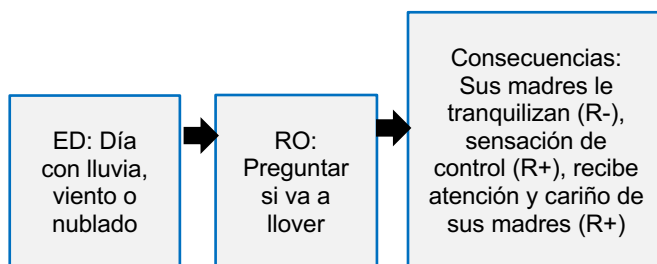 ED: Día
con lluvia,
viento o
nublado
RO:
Preguntar
si va a
llover
Consecuencias:
Sus madres le
tranquilizan (R-),
sensación de
control (R+), recibe
atención y cariño de
sus madres (R+)